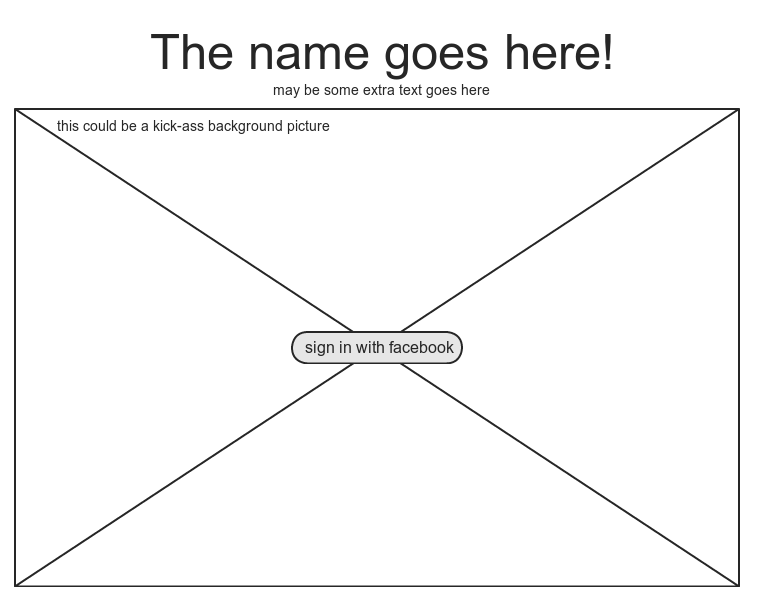 The name goes here!
may be some extra text goes here
this could be a kick-ass background picture
sign in with facebook